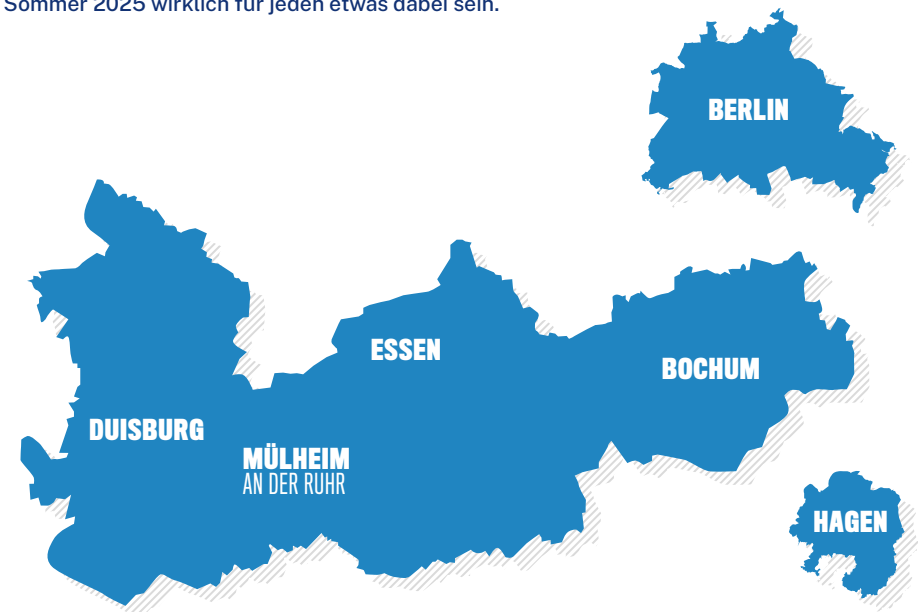 Sommer 2025 wirklich für jeden etwas dabei sein.
BERLIN
ESSEN
BOCHUM
DUISBURG
MÜLHEIM
AN DER RUHR
HAGEN